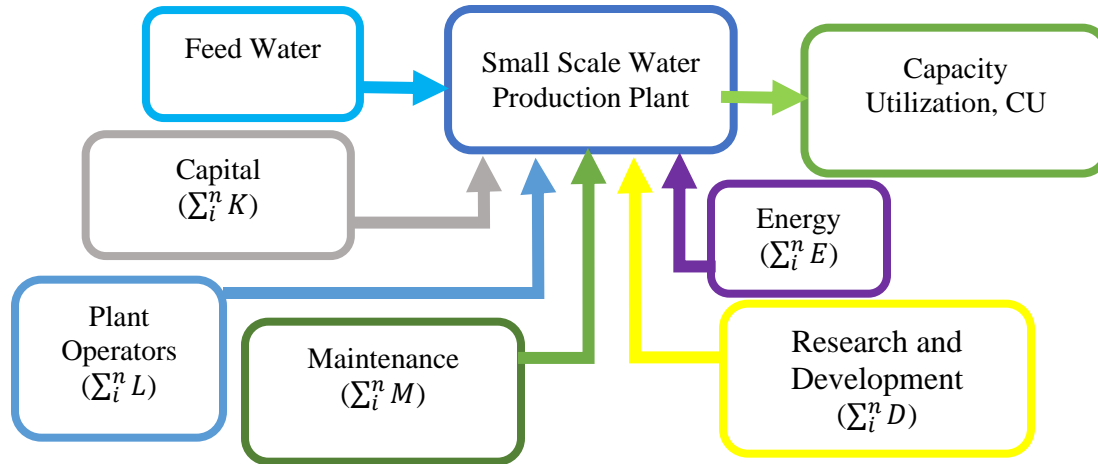 Feed Water
Small Scale Water
Production Plant
Capacity
Utilization, CU
Capital
(∑ᵢⁿ 𝐾)
Energy
(∑ᵢⁿ 𝐸)
Plant
Operators
(∑ᵢⁿ 𝐿)
Maintenance
(∑ᵢⁿ 𝑀)
Research and
Development
(∑ᵢⁿ 𝐷)